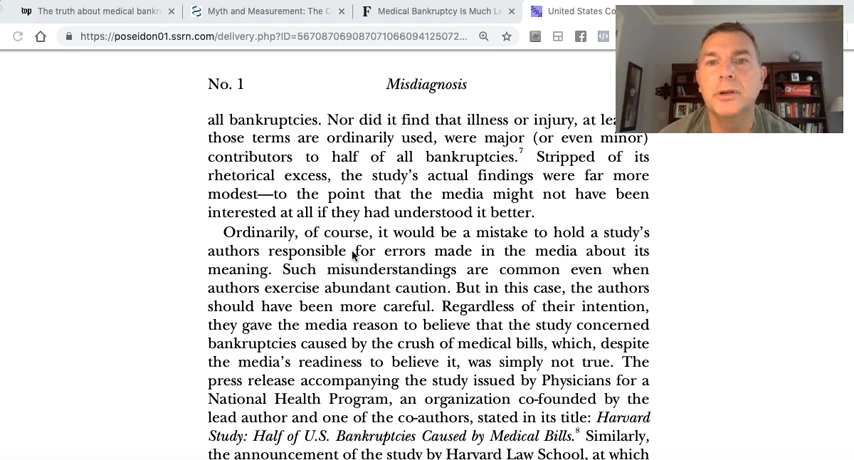 The truth about medical bankr
Myth and Measurement: The C
Medical Bankruptcy Is Much L
United States Co
https://poseidon01.ssrn.com/delivery.php?ID=567087069087071066094125072...
No. 1 Misdiagnosis
all bankruptcies. Nor did it find that illness or injury, at
those terms are ordinarily used, were major (or even minor)
contributors to half of all bankruptcies.7 Stripped of its
rhetorical excess, the study's actual findings were far more
modest—to the point that the media might not have been
interested at all if they had understood it better.
Ordinarily, of course, it would be a mistake to hold a study's
authors responsible for errors made in the media about its
meaning. Such misunderstandings are common even when
authors exercise abundant caution. But in this case, the authors
should have been more careful. Regardless of their intention,
they gave the media reason to believe that the study concerned
bankruptcies caused by the crush of medical bills, which, despite
the media's readiness to believe it, was simply not true. The
press release accompanying the study issued by Physicians for a
National Health Program, an organization co-founded by the
lead author and one of the co-authors, stated in its title: Harvard
Study: Half of U.S. Bankruptcies Caused by Medical Bills.8 Similarly,
the announcement of the study by Harvard Law School, at which